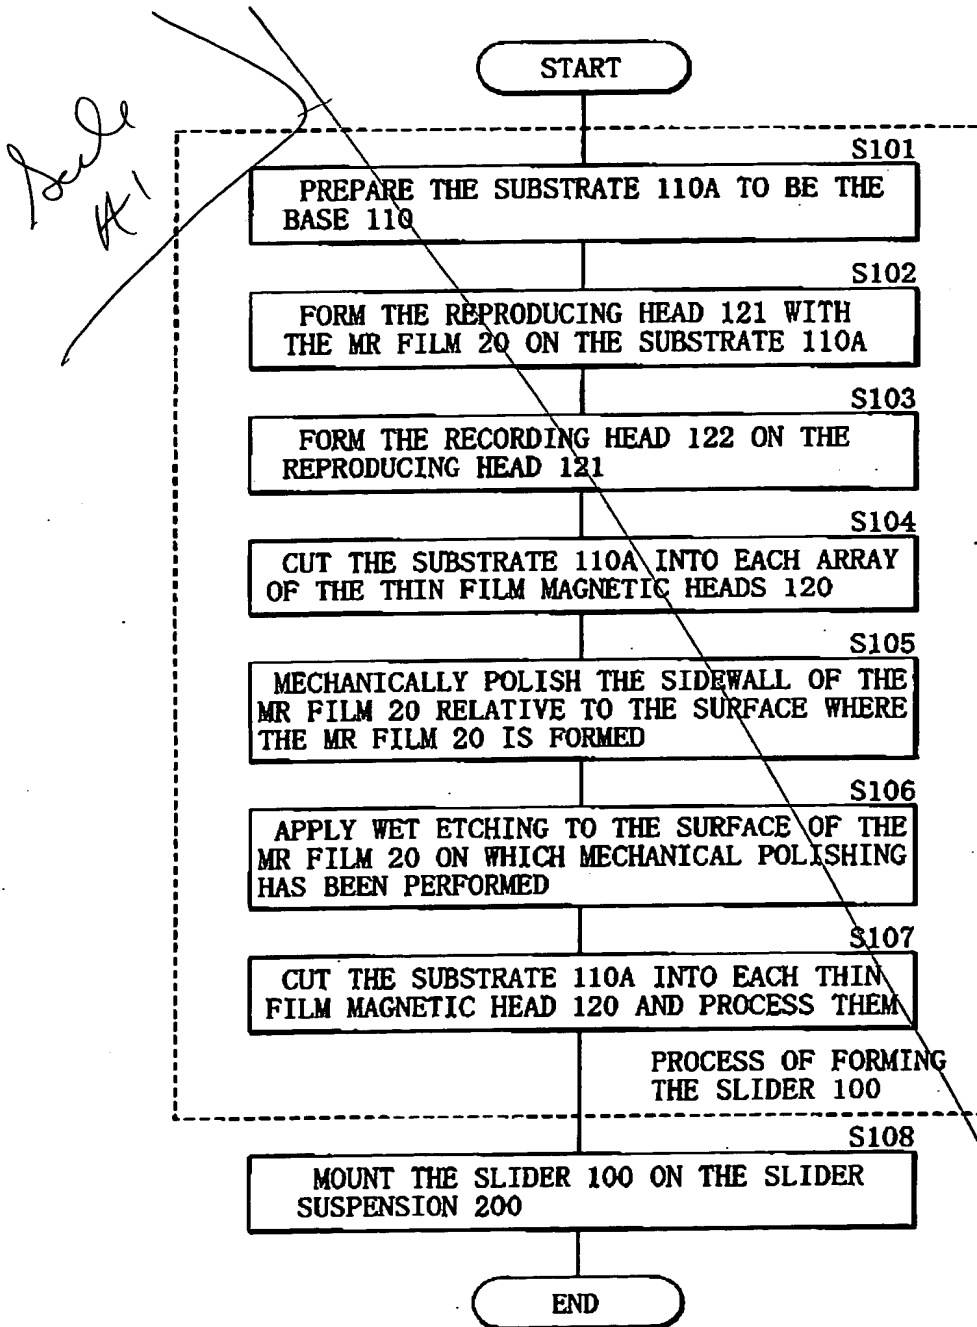 START
S101
PREPARE THE SUBSTRATE 110A TO BE THE
BASE 110
S102
FORM THE REPRODUCING HEAD 121 WITH
THE MR FILM 20 ON THE SUBSTRATE 110A
S103
FORM THE RECORDING HEAD 122 ON THE
REPRODUCING HEAD 121
S104
CUT THE SUBSTRATE 110A INTO EACH ARRAY
OF THE THIN FILM MAGNETIC HEADS 120
S105
MECHANICALLY POLISH THE SIDEWALL OF THE
MR FILM 20 RELATIVE TO THE SURFACE WHERE
THE MR FILM 20 IS FORMED
S106
APPLY WET ETCHING TO THE SURFACE OF THE
MR FILM 20 ON WHICH MECHANICAL POLISHING
HAS BEEN PERFORMED
S107
CUT THE SUBSTRATE 110A INTO EACH THIN
FILM MAGNETIC HEAD 120 AND PROCESS THEM
PROCESS OF FORMING
THE SLIDER 100
S108
MOUNT THE SLIDER 100 ON THE SLIDER
SUSPENSION 200
END